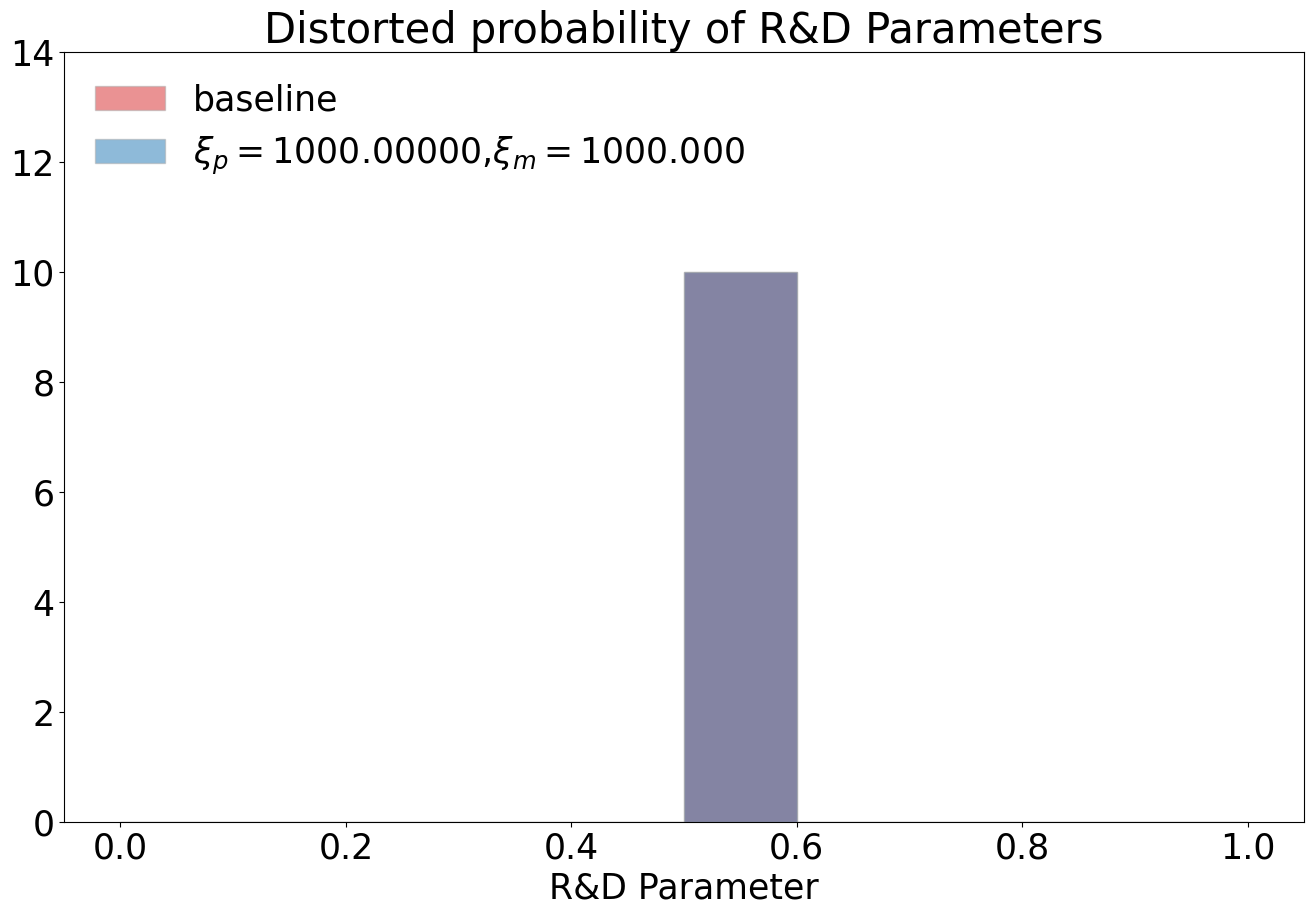 Distorted probability of R&D Parameters
14
12
10
8
6
4
2
0
baseline
ξₚ = 1000.00000,ξₘ = 1000.000
0.0 0.2 0.4 0.6 0.8 1.0
R&D Parameter